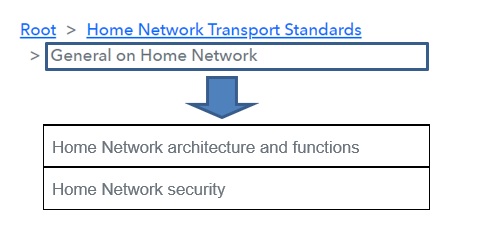 Root > Home Network Transport Standards
> General on Home Network
Home Network architecture and functions
Home Network security